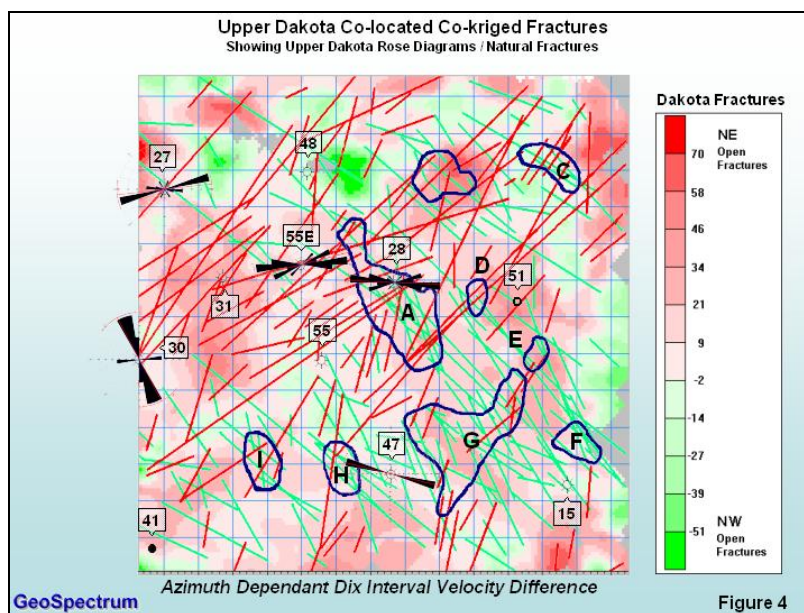 Upper Dakota Co-located Co-kriged Fractures
Showing Upper Dakota Rose Diagrams / Natural Fractures
Dakota Fractures
NE
Open
Fractures
70
58
46
34
21
9
-2
-14
-27
-39
-51
NW
Open
Fractures
27
48
C
55E
28
D
51
31
A
55
E
30
G
F
47
I
H
15
41
Azimuth Dependant Dix Interval Velocity Difference
GeoSpectrum
Figure 4